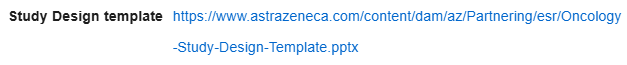 Study Design template https://www.astrazeneca.com/content/dam/az/Partnering/esr/Oncology
-Study-Design-Template.pptx